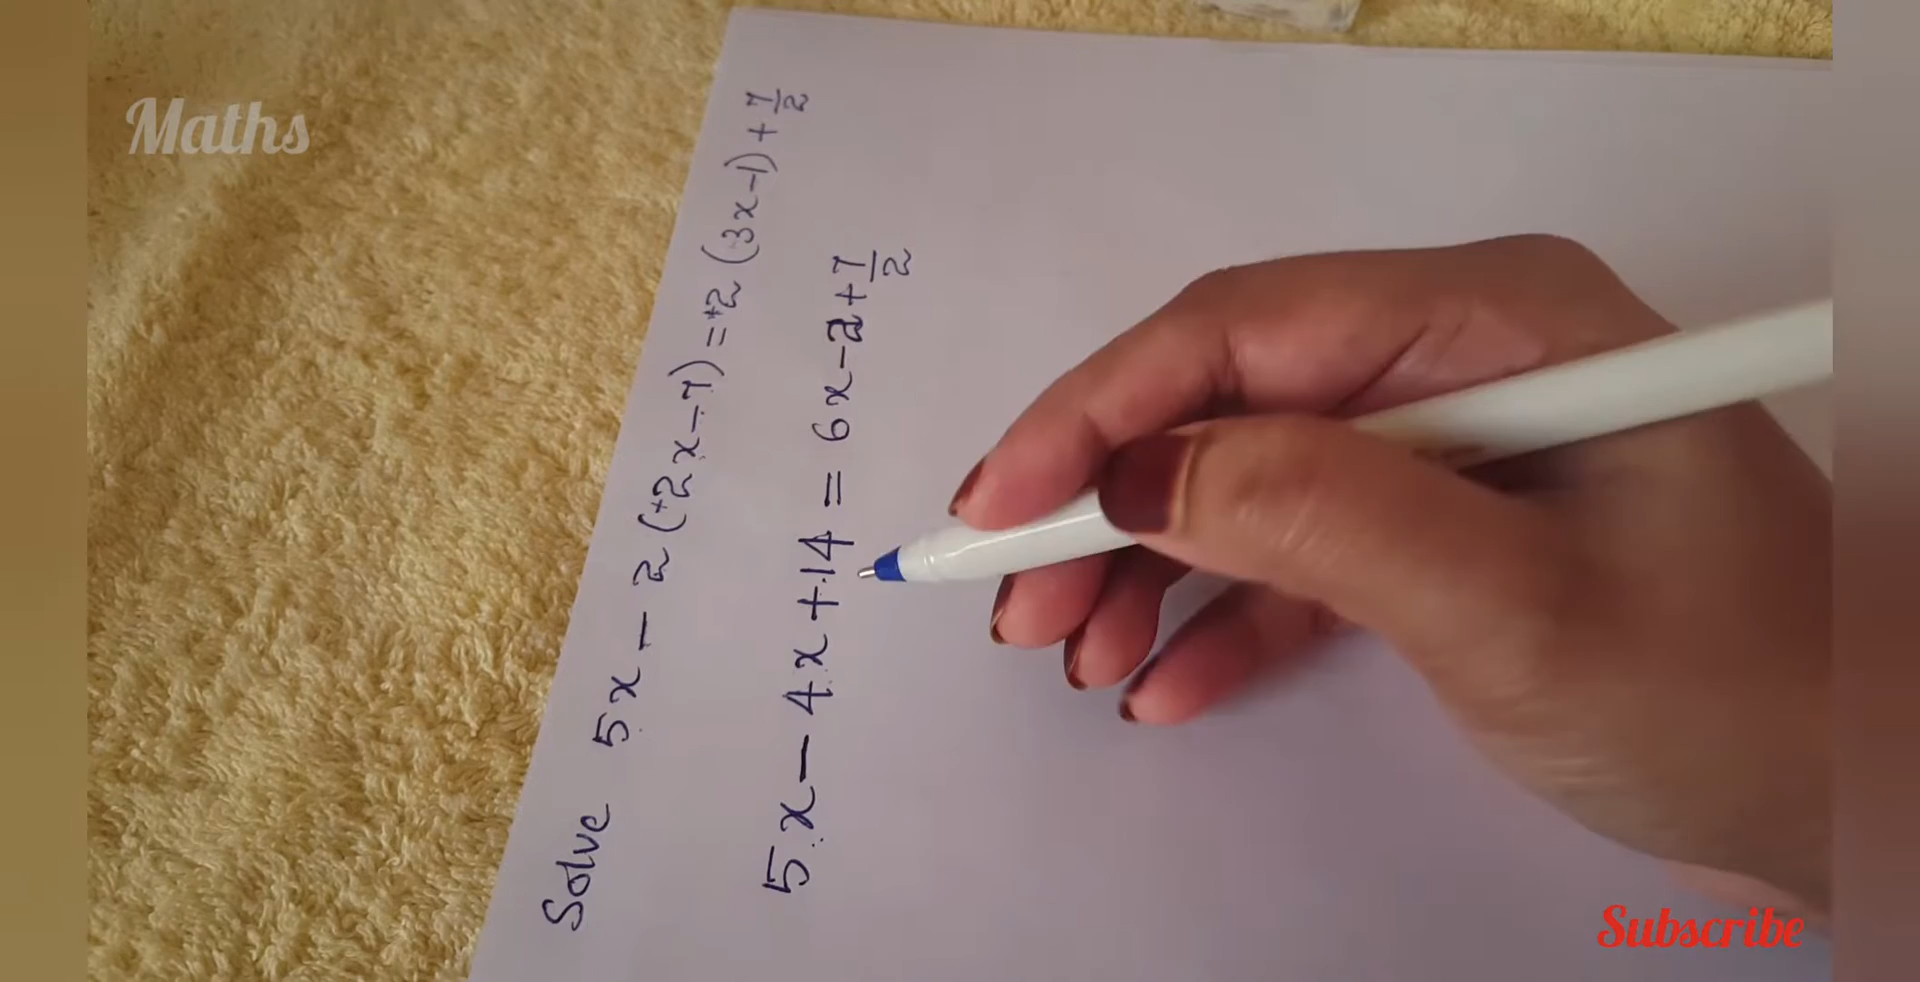 Maths
Solve 5x - 2(+2x-7) = +2(3x-1) + 7/2
5x - 4x + 14 = 6x - 2 + 7/2
Subscribe